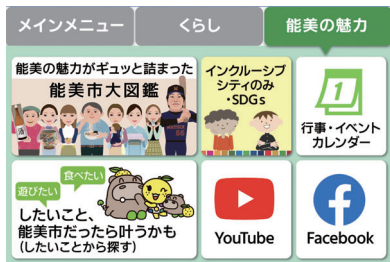 メインメニュー
くらし
能美の魅力
能美の魅力がギュッと詰まった
能美市大図鑑
インクルーシブ
シティのみ
・SDGs
1
行事・イベント
カレンダー
食べたい
遊びたい
したいこと、
能美市だったら叶うかも
(したいことから探す)
YouTube
Facebook